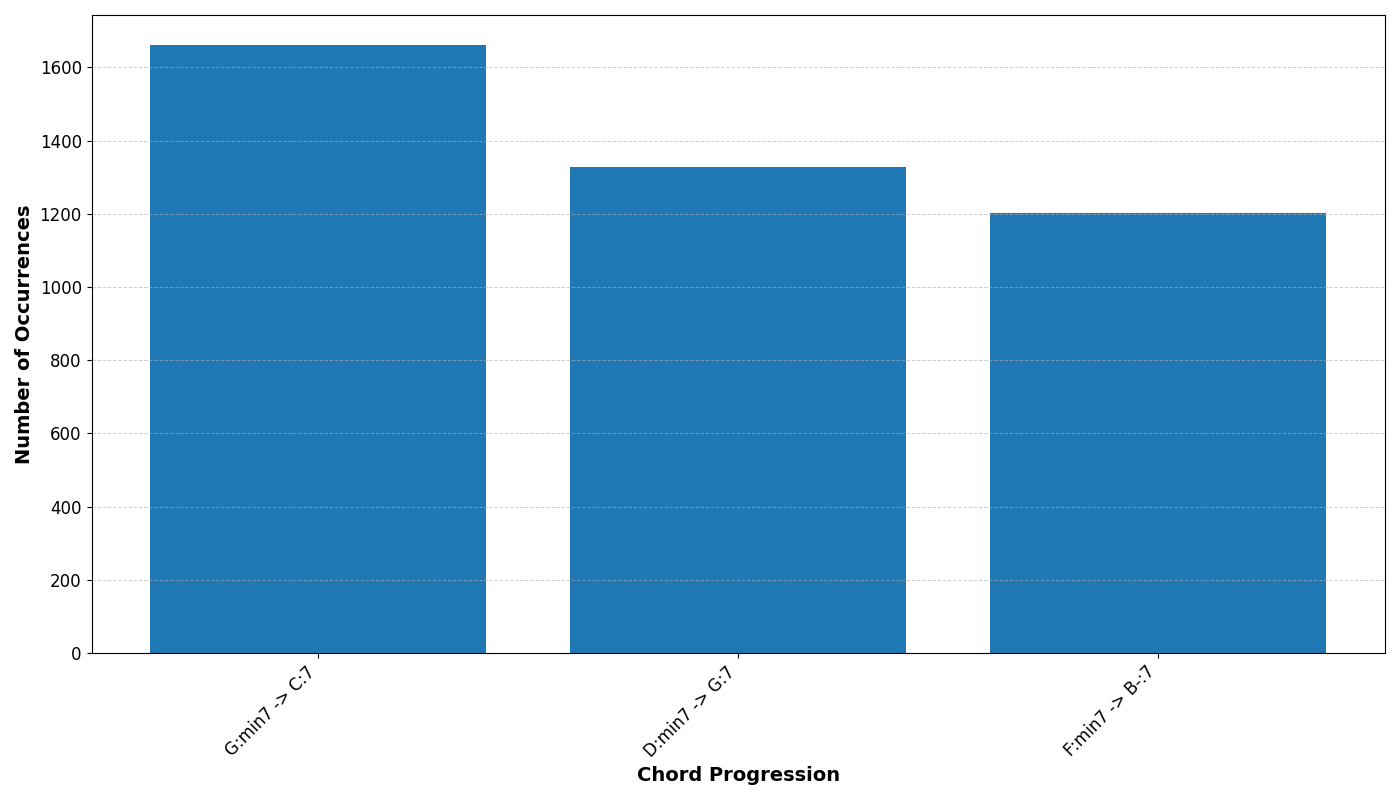 Number of Occurrences
1600
1400
1200
1000
800
600
400
200
0
G:min7 -> C:7
D:min7 -> G:7
F:min7 -> B-:7
Chord Progression